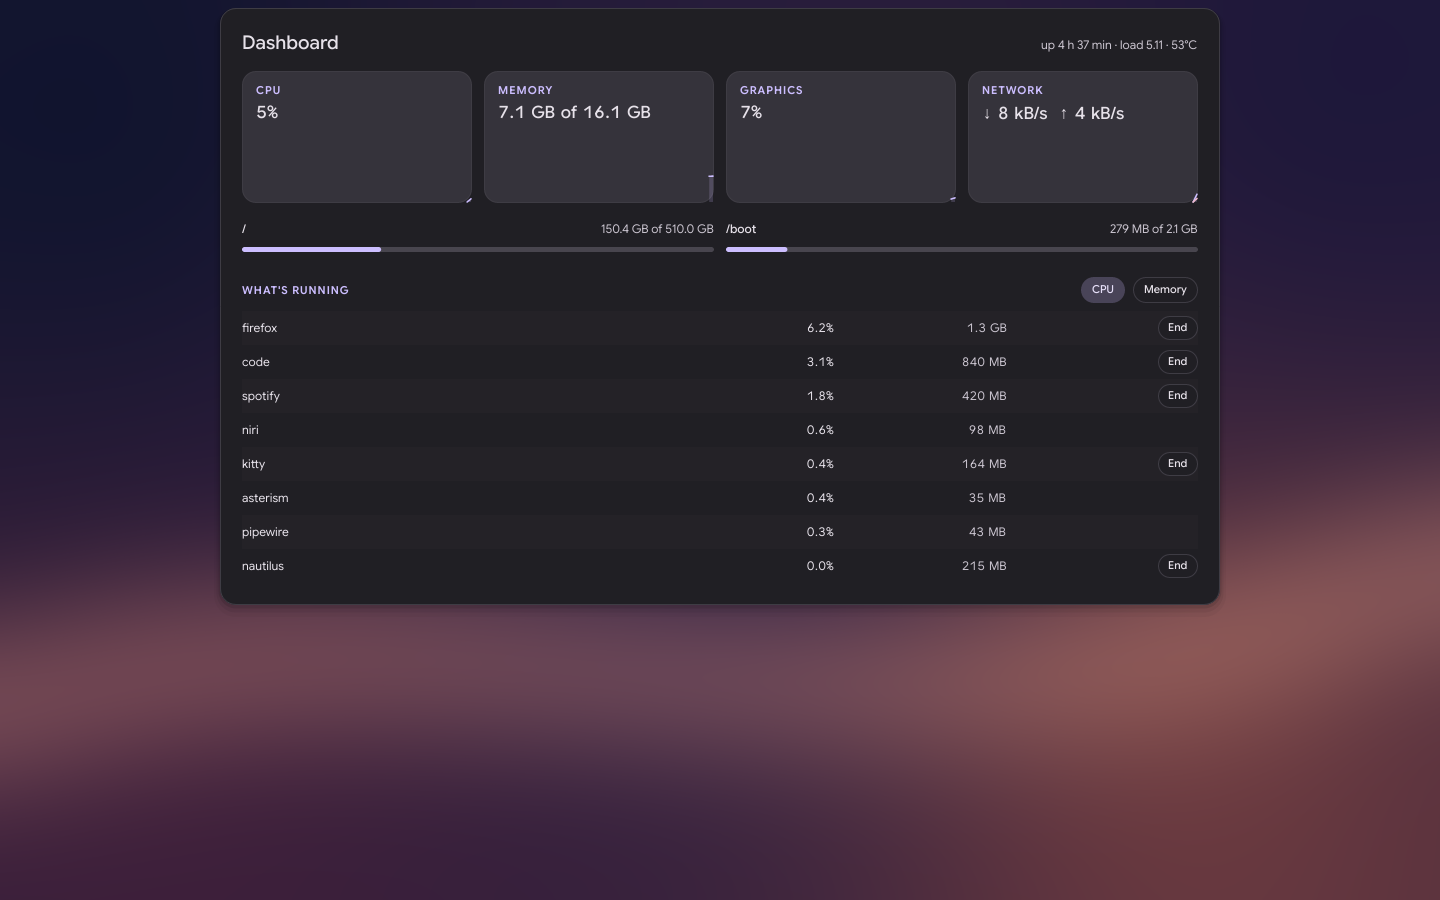 Dashboard
up 4 h 37 min · load 5.11 · 53°C
CPU
5%
MEMORY
7.1 GB of 16.1 GB
GRAPHICS
7%
NETWORK
↓ 8 kB/s ↑ 4 kB/s
/ 150.4 GB of 510.0 GB
/boot 279 MB of 2.1 GB
WHAT'S RUNNING
CPU Memory
firefox 6.2% 1.3 GB End
code 3.1% 840 MB End
spotify 1.8% 420 MB End
niri 0.6% 98 MB
kitty 0.4% 164 MB End
asterism 0.4% 35 MB
pipewire 0.3% 43 MB
nautilus 0.0% 215 MB End